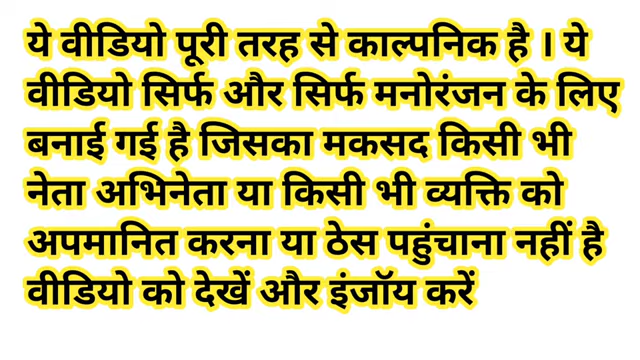 ये वीडियो पूरी तरह से काल्पनिक है । ये
वीडियो सिर्फ और सिर्फ मनोरंजन के लिए
बनाई गई है जिसका मकसद किसी भी
नेता अभिनेता या किसी भी व्यक्ति को
अपमानित करना या ठेस पहुंचाना नहीं है
वीडियो को देखें और इंजॉय करें